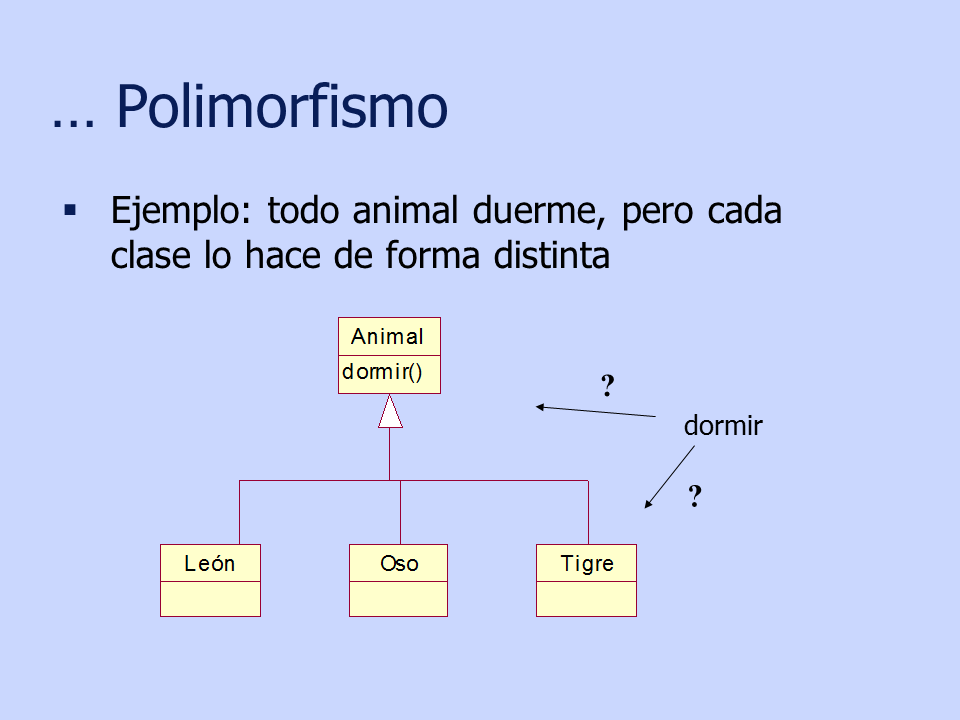 … Polimorfismo
▪ Ejemplo: todo animal duerme, pero cada
clase lo hace de forma distinta
Animal
dormir()
?
dormir
?
León
Oso
Tigre